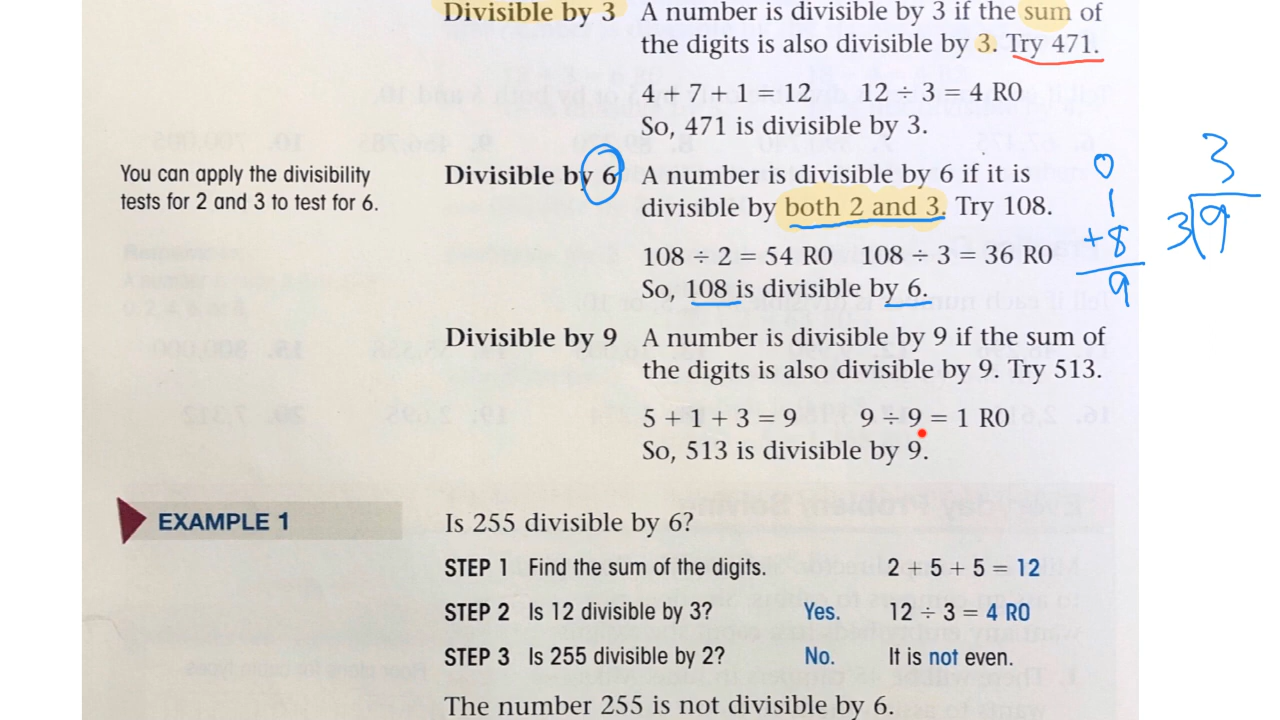 Divisible by 3 A number is divisible by 3 if the sum of
the digits is also divisible by 3. Try 471.
4 + 7 + 1 = 12 12 ÷ 3 = 4 R0
So, 471 is divisible by 3.
You can apply the divisibility
tests for 2 and 3 to test for 6.
Divisible by 6 A number is divisible by 6 if it is
divisible by both 2 and 3. Try 108.
108 ÷ 2 = 54 R0 108 ÷ 3 = 36 R0
So, 108 is divisible by 6.
0
1
+8
9
3
3 9
Divisible by 9 A number is divisible by 9 if the sum of
the digits is also divisible by 9. Try 513.
5 + 1 + 3 = 9 9 ÷ 9 = 1 R0
So, 513 is divisible by 9.
EXAMPLE 1
Is 255 divisible by 6?
STEP 1 Find the sum of the digits. 2 + 5 + 5 = 12
STEP 2 Is 12 divisible by 3? Yes. 12 ÷ 3 = 4 R0
STEP 3 Is 255 divisible by 2? No. It is not even.
The number 255 is not divisible by 6.